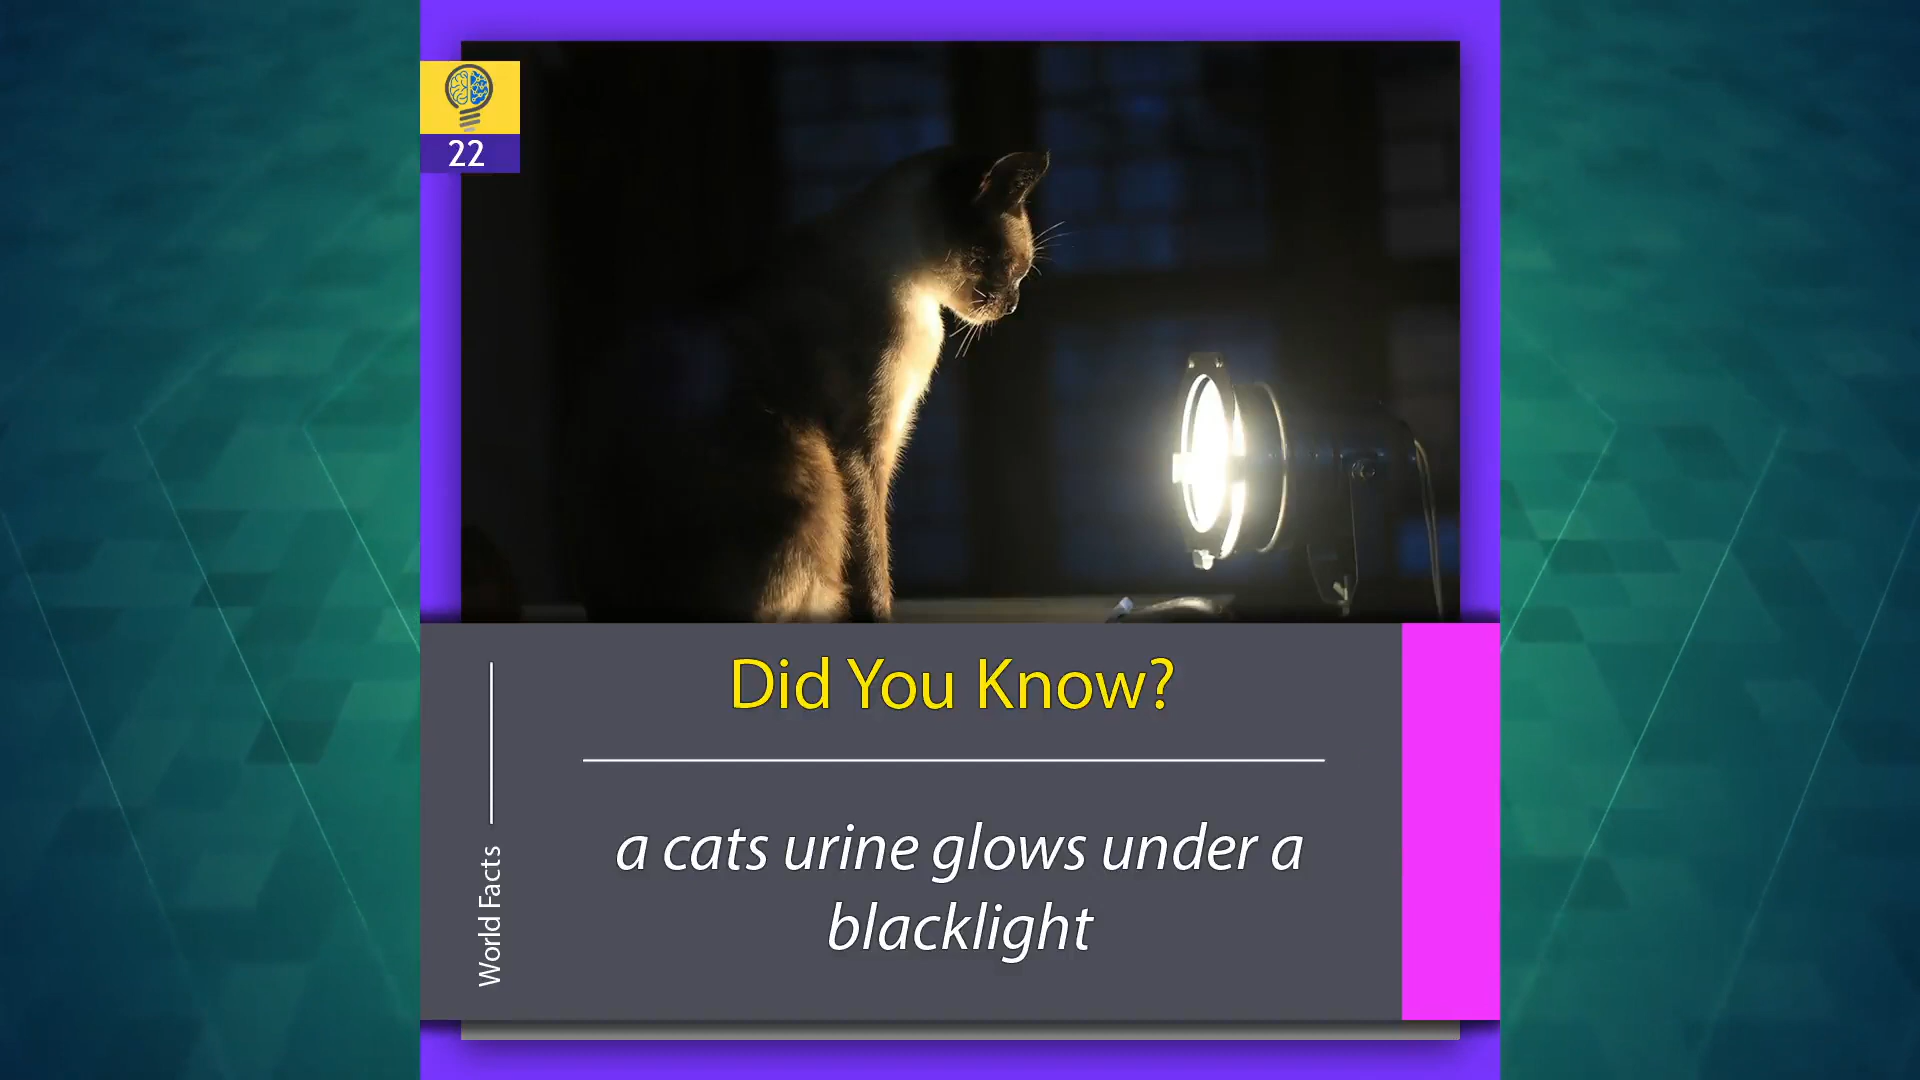 22
Did You Know?
a cats urine glows under a
blacklight
World Facts